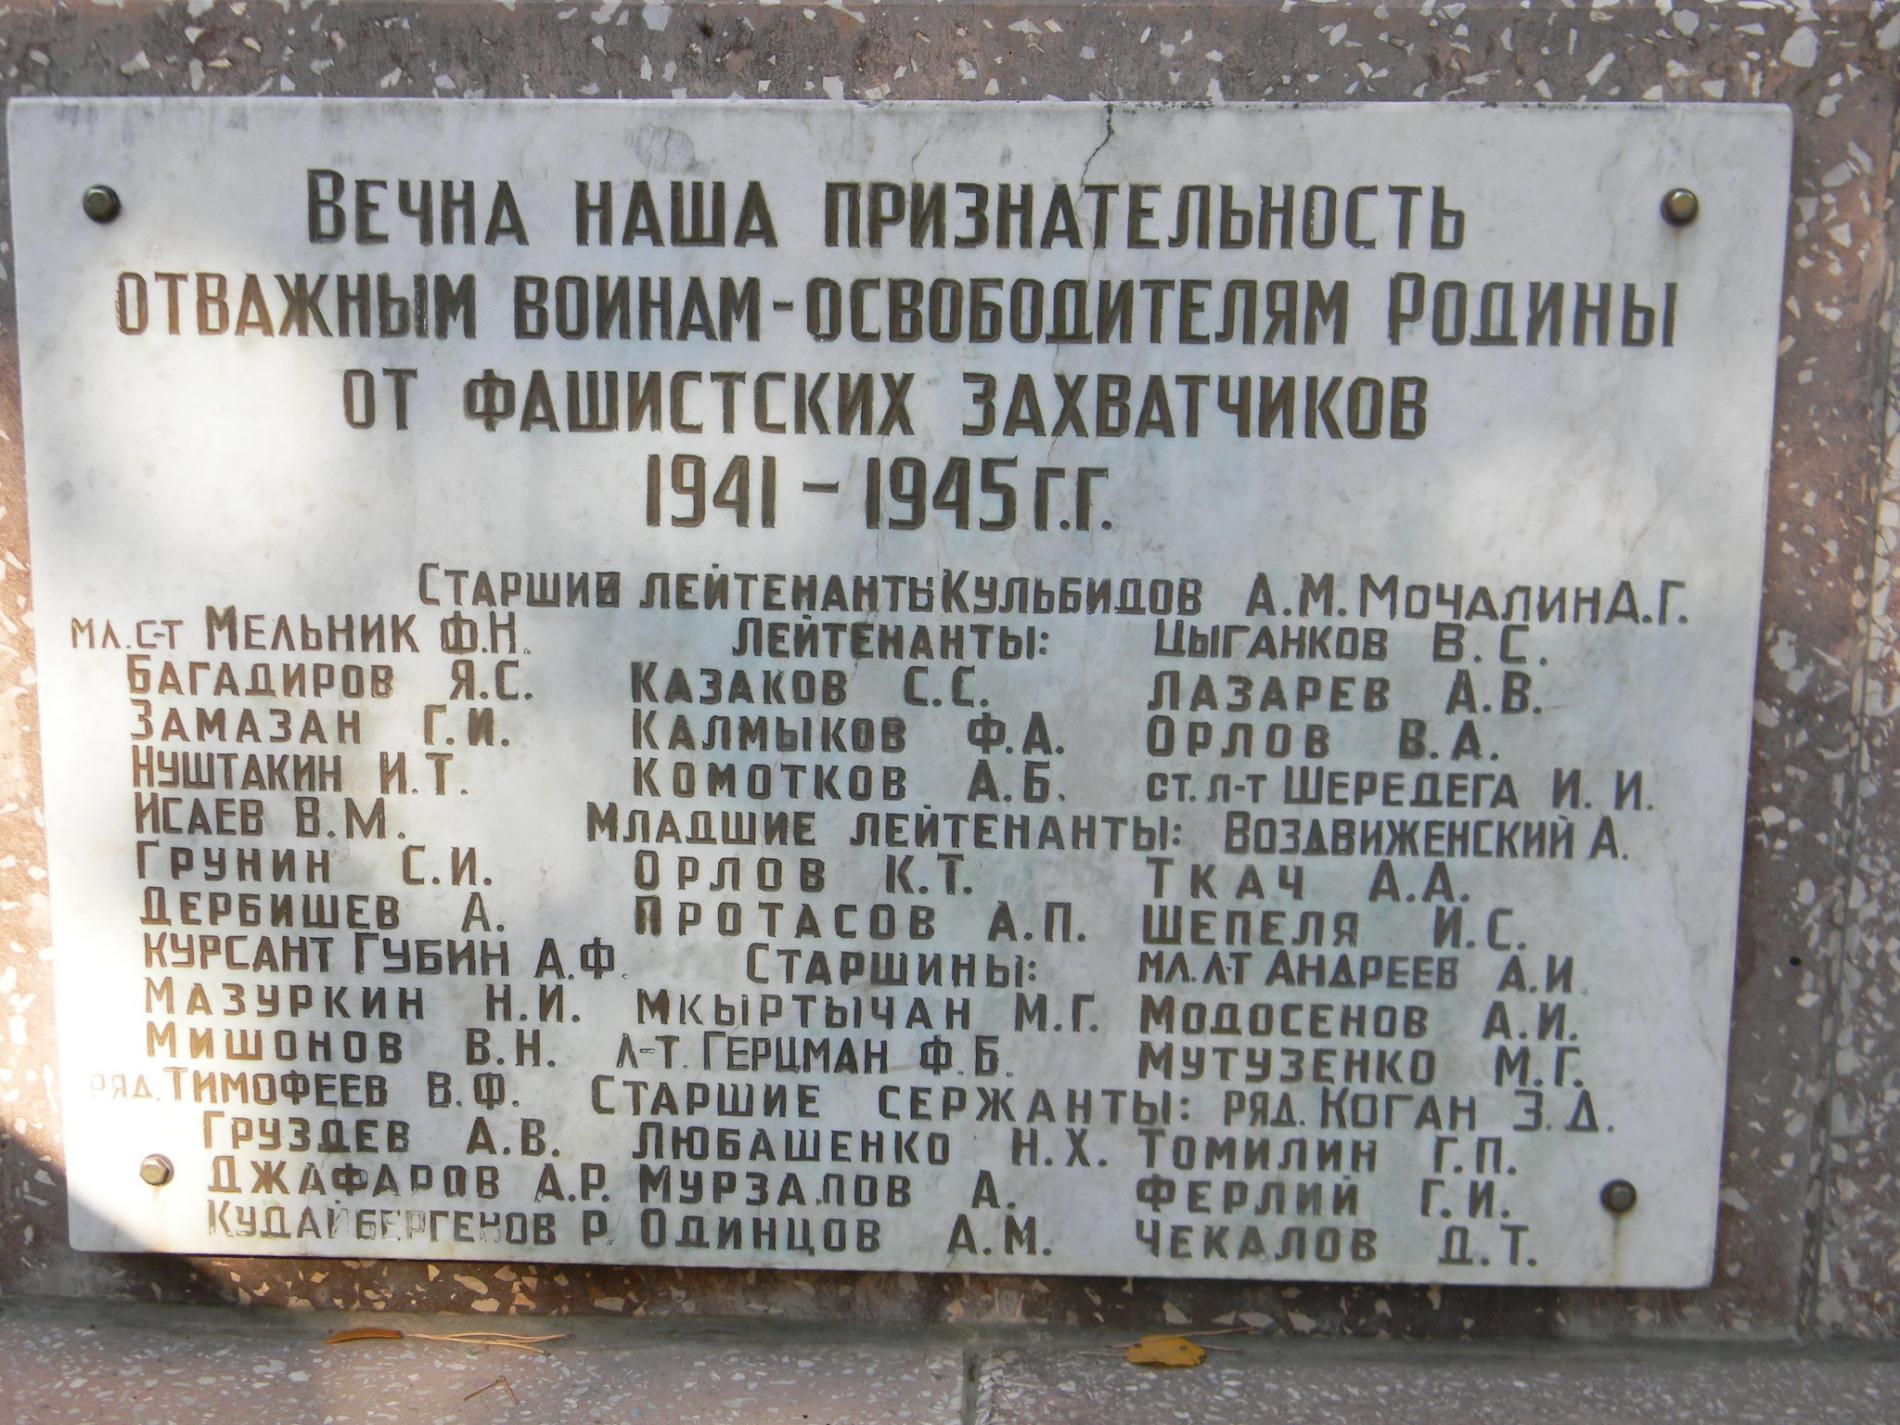 Вечна наша признательность
отважным воинам-освободителям Родины
от фашистских захватчиков
1941 - 1945 г.г.
Старшие лейтенанты Кульбидов А.М. Мочалин А.Г.
мл. с-т Мельник Ф.Н. Лейтенанты: Цыганков В.С.
Багадиров Я.С. Казаков С.С. Лазарев А.В.
Замазан Г.И. Калмыков Ф.А. Орлов В.А.
Нуштакин И.Т. Комотков А.Б. ст. л-т Шередега И.И.
Исаев В.М. Младшие лейтенанты: Воздвиженский А.
Грунин С.И. Орлов К.Т. Ткач А.А.
Дербишев А. Протасов А.П. Шепеля И.С.
курсант Губин А.Ф. Старшины: мл. л-т Андреев А.И.
Мазуркин Н.И. Мкыртычан М.Г. Модосенов А.И.
Мишонов В.Н. л-т. Герцман Ф.Б. Мутузенко М.Г.
ряд. Тимофеев В.Ф. Старшие сержанты: ряд. Коган З.Д.
Груздев А.В. Любашенко Н.Х. Томилин Г.П.
Джафаров А.Р. Мурзалов А. Ферлий Г.И.
Кудайбергенов Р. Одинцов А.М. Чекалов Д.Т.